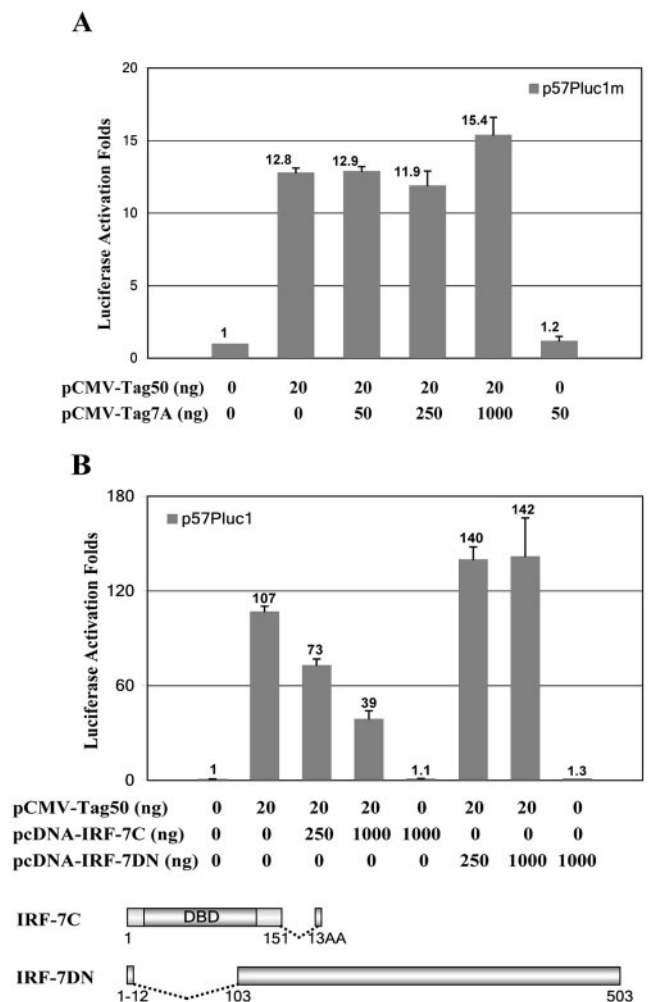 A
20
p57Pluc1m
15.4
15
12.8
12.9
11.9
10
5
1
1.2
0
Luciferase Activation Folds
pCMV-Tag50 (ng) 0 20 20 20 20 0
pCMV-Tag7A (ng) 0 0 50 250 1000 50
B
180
p57Pluc1
140
142
120
107
73
60
39
1
1.1
1.3
0
Luciferase Activation Folds
pCMV-Tag50 (ng) 0 20 20 20 0 20 20 0
pcDNA-IRF-7C (ng) 0 0 250 1000 1000 0 0 0
pcDNA-IRF-7DN (ng) 0 0 0 0 0 250 1000 1000
IRF-7C DBD
1 151 13AA
IRF-7DN
1-12 103 503